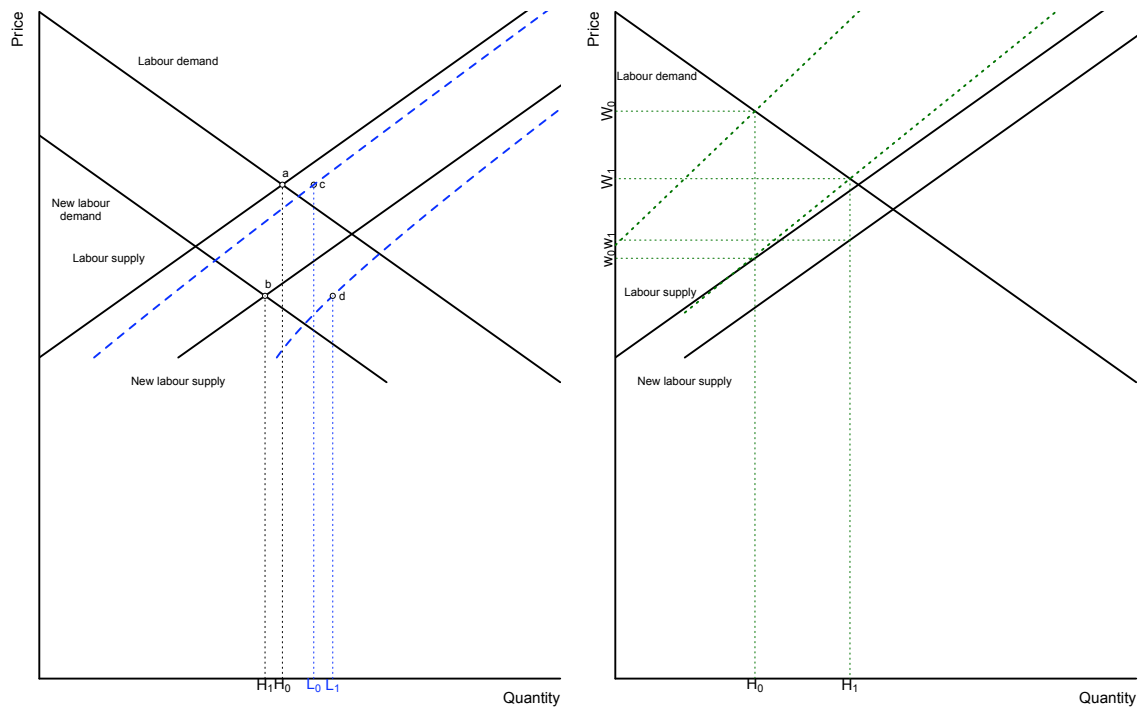 Price
Labour demand
a
c
New labour
demand
Labour supply
b
d
New labour supply
H₁H₀
L₀ L₁
Quantity
Price
Labour demand
W₀
W₁
w₀w₁
Labour supply
New labour supply
H₀
H₁
Quantity